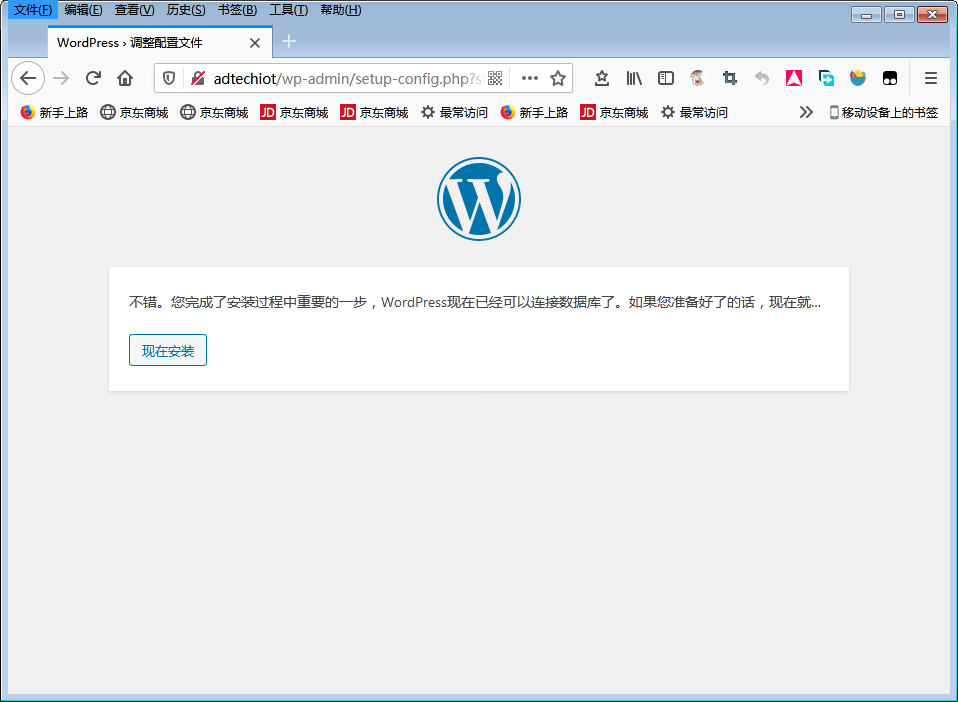 文件(F) 编辑(E) 查看(V) 历史(S) 书签(B) 工具(T) 帮助(H)
WordPress › 调整配置文件
adtechiot/wp-admin/setup-config.php?s
新手上路 京东商城 京东商城 JD 京东商城 JD 京东商城 最常访问 新手上路 JD 京东商城 最常访问 移动设备上的书签
W
不错。您完成了安装过程中重要的一步，WordPress现在已经可以连接数据库了。如果您准备好了的话，现在就...
现在安装